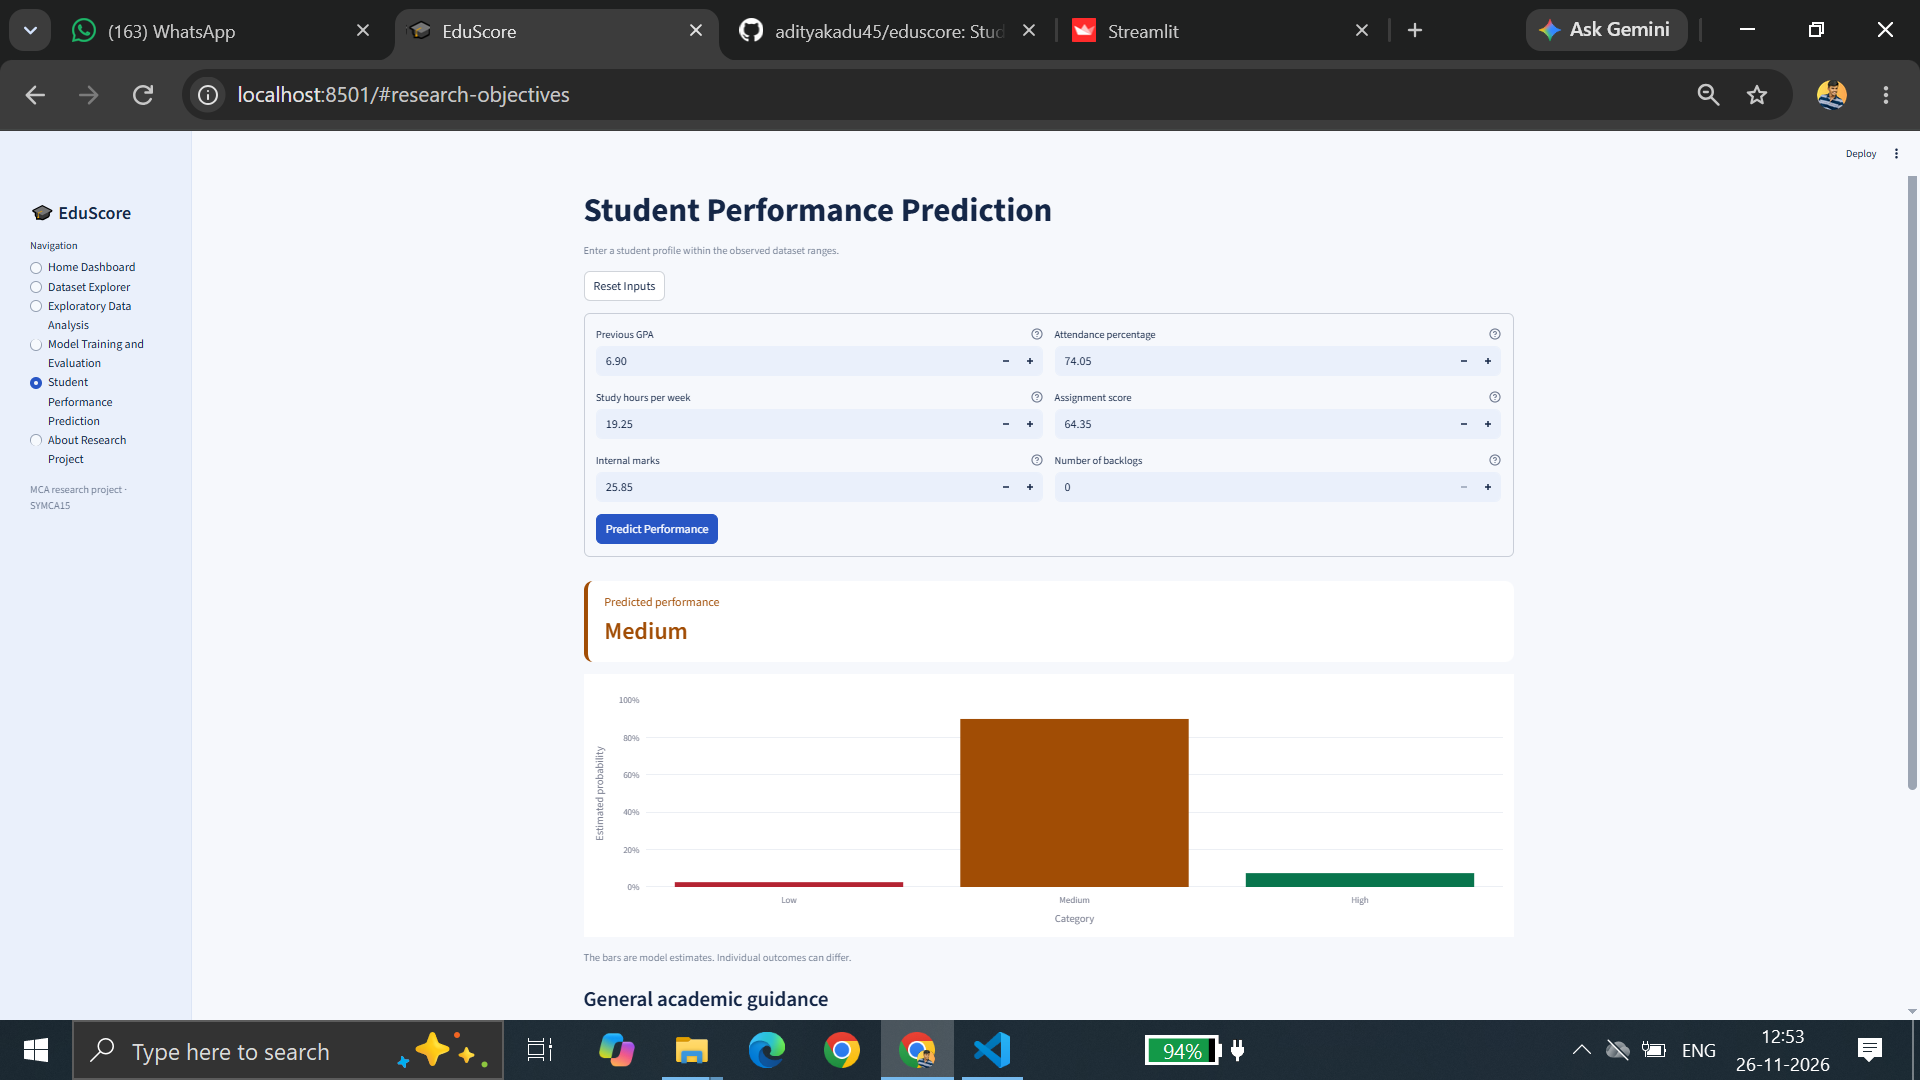 (163) WhatsApp
EduScore
adityakadu45/eduscore: Stud
Streamlit
Ask Gemini
localhost:8501/#research-objectives
Deploy
EduScore
Navigation
Home Dashboard
Dataset Explorer
Exploratory Data
Analysis
Model Training and
Evaluation
Student
Performance
Prediction
About Research
Project
MCA research project ·
SYMCA15
Student Performance Prediction
Enter a student profile within the observed dataset ranges.
Reset Inputs
Previous GPA
6.90
Attendance percentage
74.05
Study hours per week
19.25
Assignment score
64.35
Internal marks
25.85
Number of backlogs
0
Predict Performance
Predicted performance
Medium
100%
80%
60%
40%
20%
0%
Estimated probability
Low
Medium
High
Category
The bars are model estimates. Individual outcomes can differ.
General academic guidance
Type here to search
94%
ENG
12:53
26-11-2026